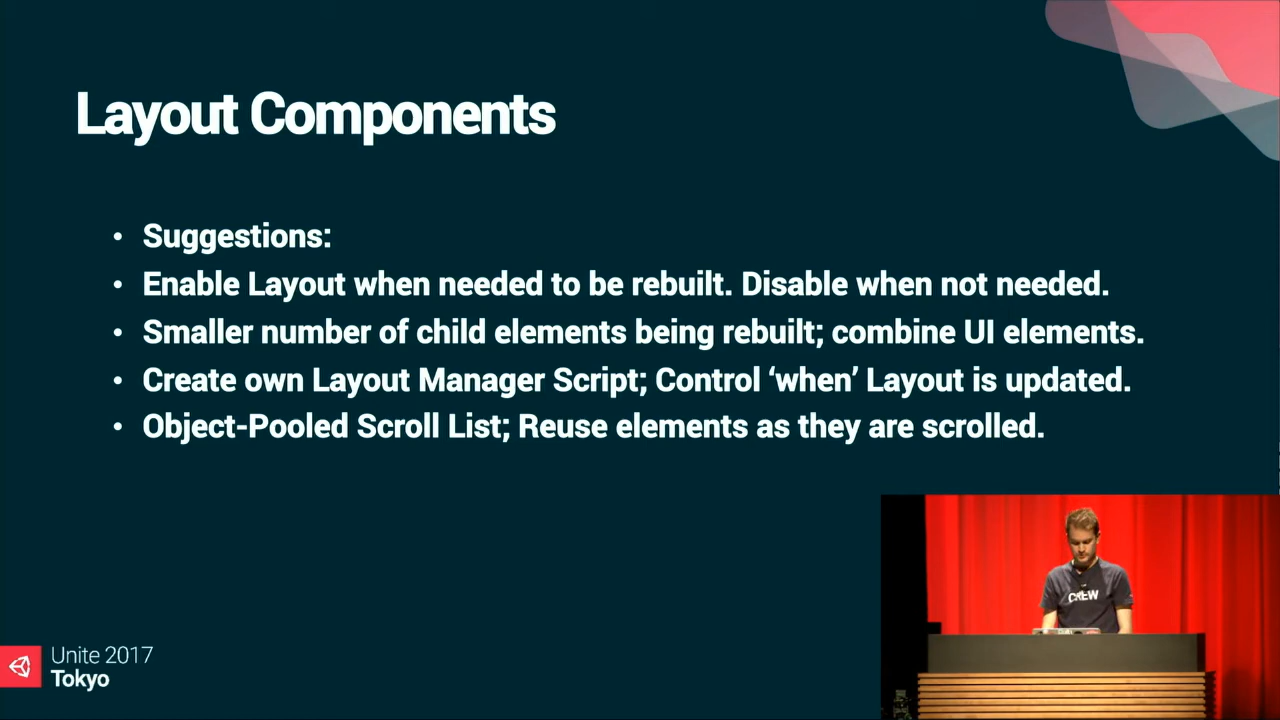 Layout Components
• Suggestions:
• Enable Layout when needed to be rebuilt. Disable when not needed.
• Smaller number of child elements being rebuilt; combine UI elements.
• Create own Layout Manager Script; Control ‘when’ Layout is updated.
• Object-Pooled Scroll List; Reuse elements as they are scrolled.
CREW
Unite 2017
Tokyo